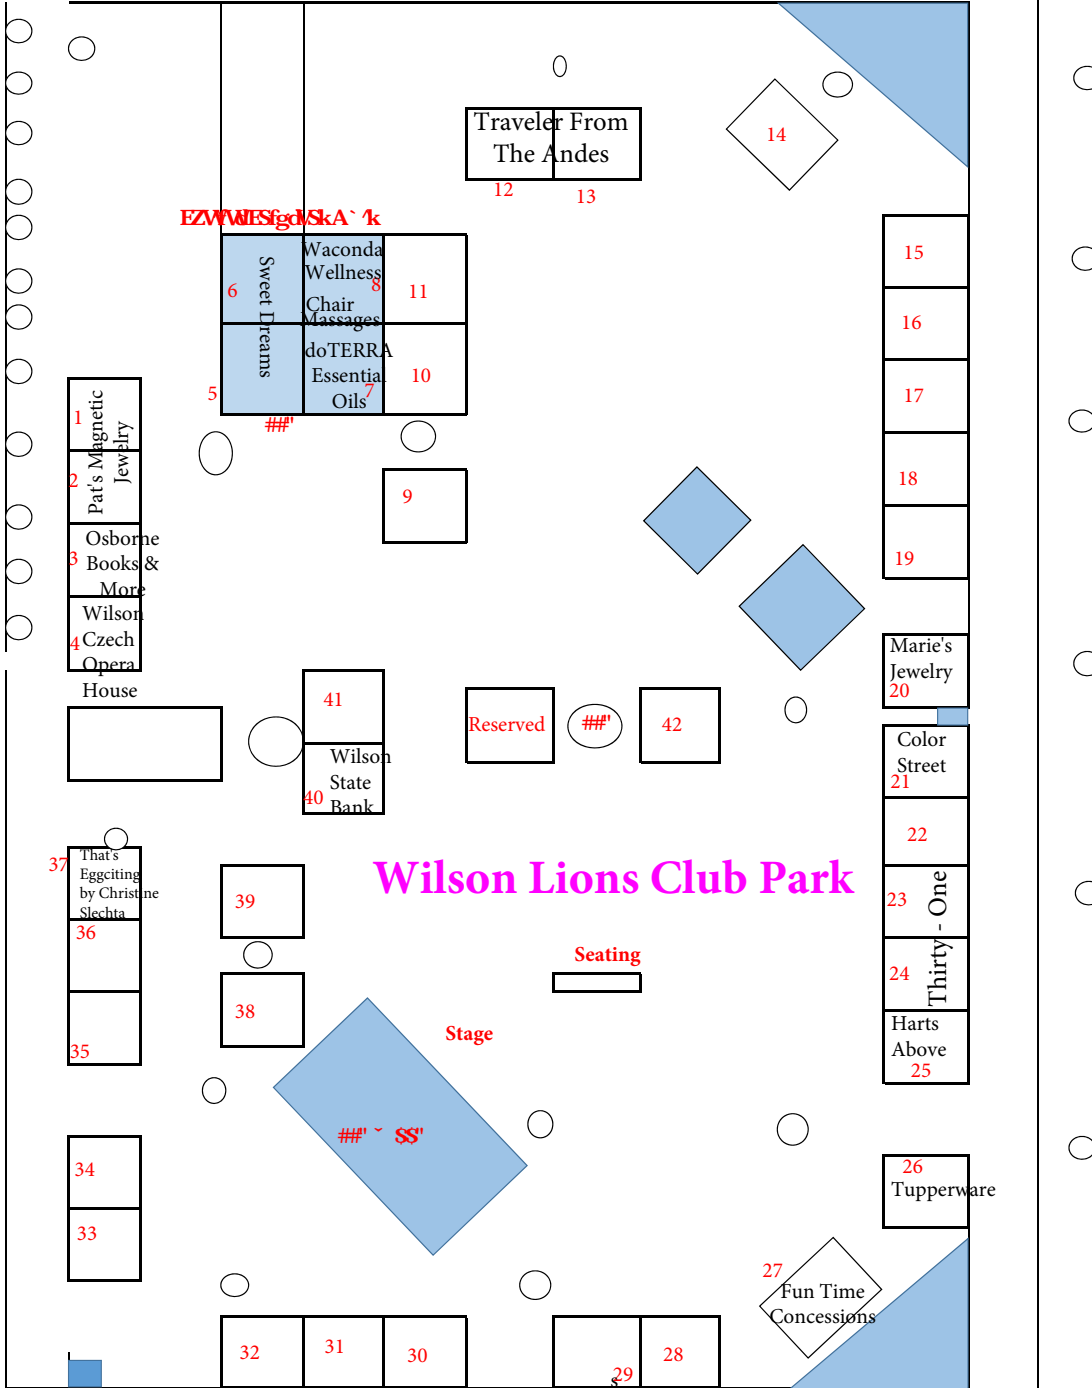 Traveler From
The Andes
12
13
14
15
16
17
18
19
6
Sweet Dreams
5
Waconda
Wellness
8
Chair
Massages
doTERRA
Essential
7
Oils
11
10
##"
9
1
2
Pat's Magnetic
Jewelry
3
Osborne
Books &
More
4
Wilson
Czech
Opera
House
41
40
Wilson
State
Bank
Reserved
##"
42
Marie's
Jewelry
20
Color
Street
21
22
23
24
Thirty - One
Harts
Above
25
Wilson Lions Club Park
37
That's
Eggciting
by Christine
Slechta
36
35
39
38
Seating
Stage
34
33
26
Tupperware
27
Fun Time
Concessions
32
31
30
29
s
28